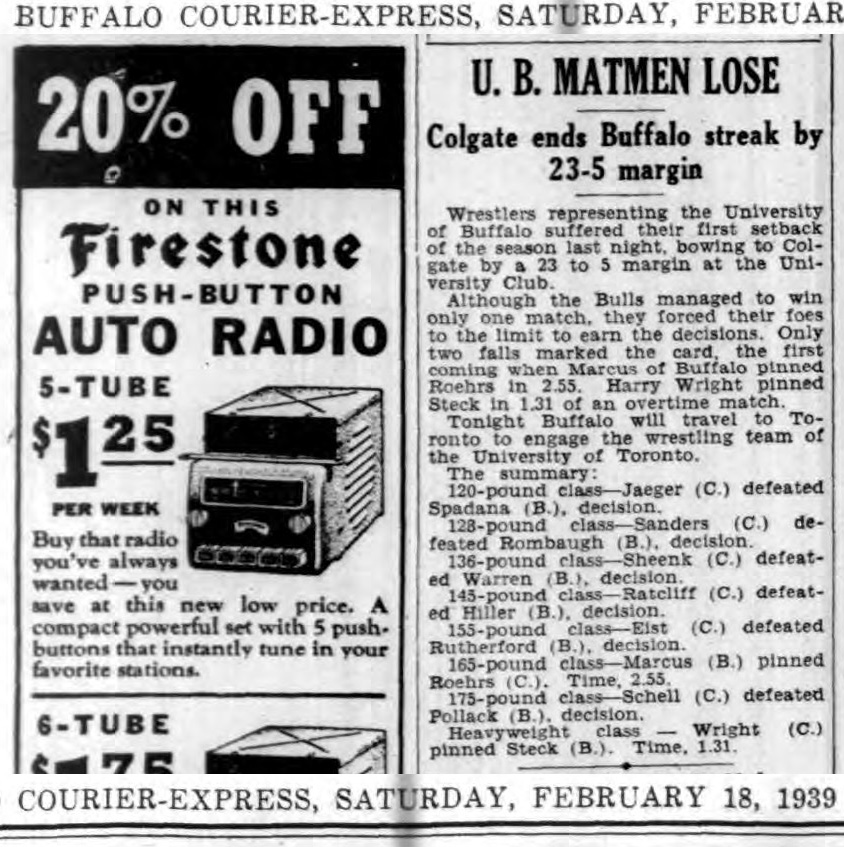 BUFFALO COURIER-EXPRESS, SATURDAY, FEBRUAR
20% OFF
ON THIS
Firestone
PUSH-BUTTON
AUTO RADIO
5-TUBE
$1 25
PER WEEK
Buy that radio
you've always
wanted — you
save at this new low price. A
compact powerful set with 5 push-
buttons that instantly tune in your
favorite stations.
6-TUBE
$1 75
U. B. MATMEN LOSE
Colgate ends Buffalo streak by
23-5 margin
Wrestlers representing the University
of Buffalo suffered their first setback
of the season last night, bowing to Col-
gate by a 23 to 5 margin at the Uni-
versity Club.
Although the Bulls managed to win
only one match, they forced their foes
to the limit to earn the decisions. Only
two falls marked the card, the first
coming when Marcus of Buffalo pinned
Roehrs in 2.55. Harry Wright pinned
Steck in 1.31 of an overtime match.
Tonight Buffalo will travel to To-
ronto to engage the wrestling team of
the University of Toronto.
The summary:
120-pound class—Jaeger (C.) defeated
Spadana (B.), decision.
128-pound class—Sanders (C.) de-
feated Rombaugh (B.), decision.
136-pound class—Sheenk (C.) defeat-
ed Warren (B.), decision.
145-pound class—Ratcliff (C.) defeat-
ed Hiller (B.), decision.
155-pound class—Eist (C.) defeated
Rutherford (B.), decision.
165-pound class—Marcus (B.) pinned
Roehrs (C.). Time, 2.55.
175-pound class—Schell (C.) defeated
Pollack (B.), decision.
Heavyweight class — Wright (C.)
pinned Steck (B.). Time, 1.31.
COURIER-EXPRESS, SATURDAY, FEBRUARY 18, 1939